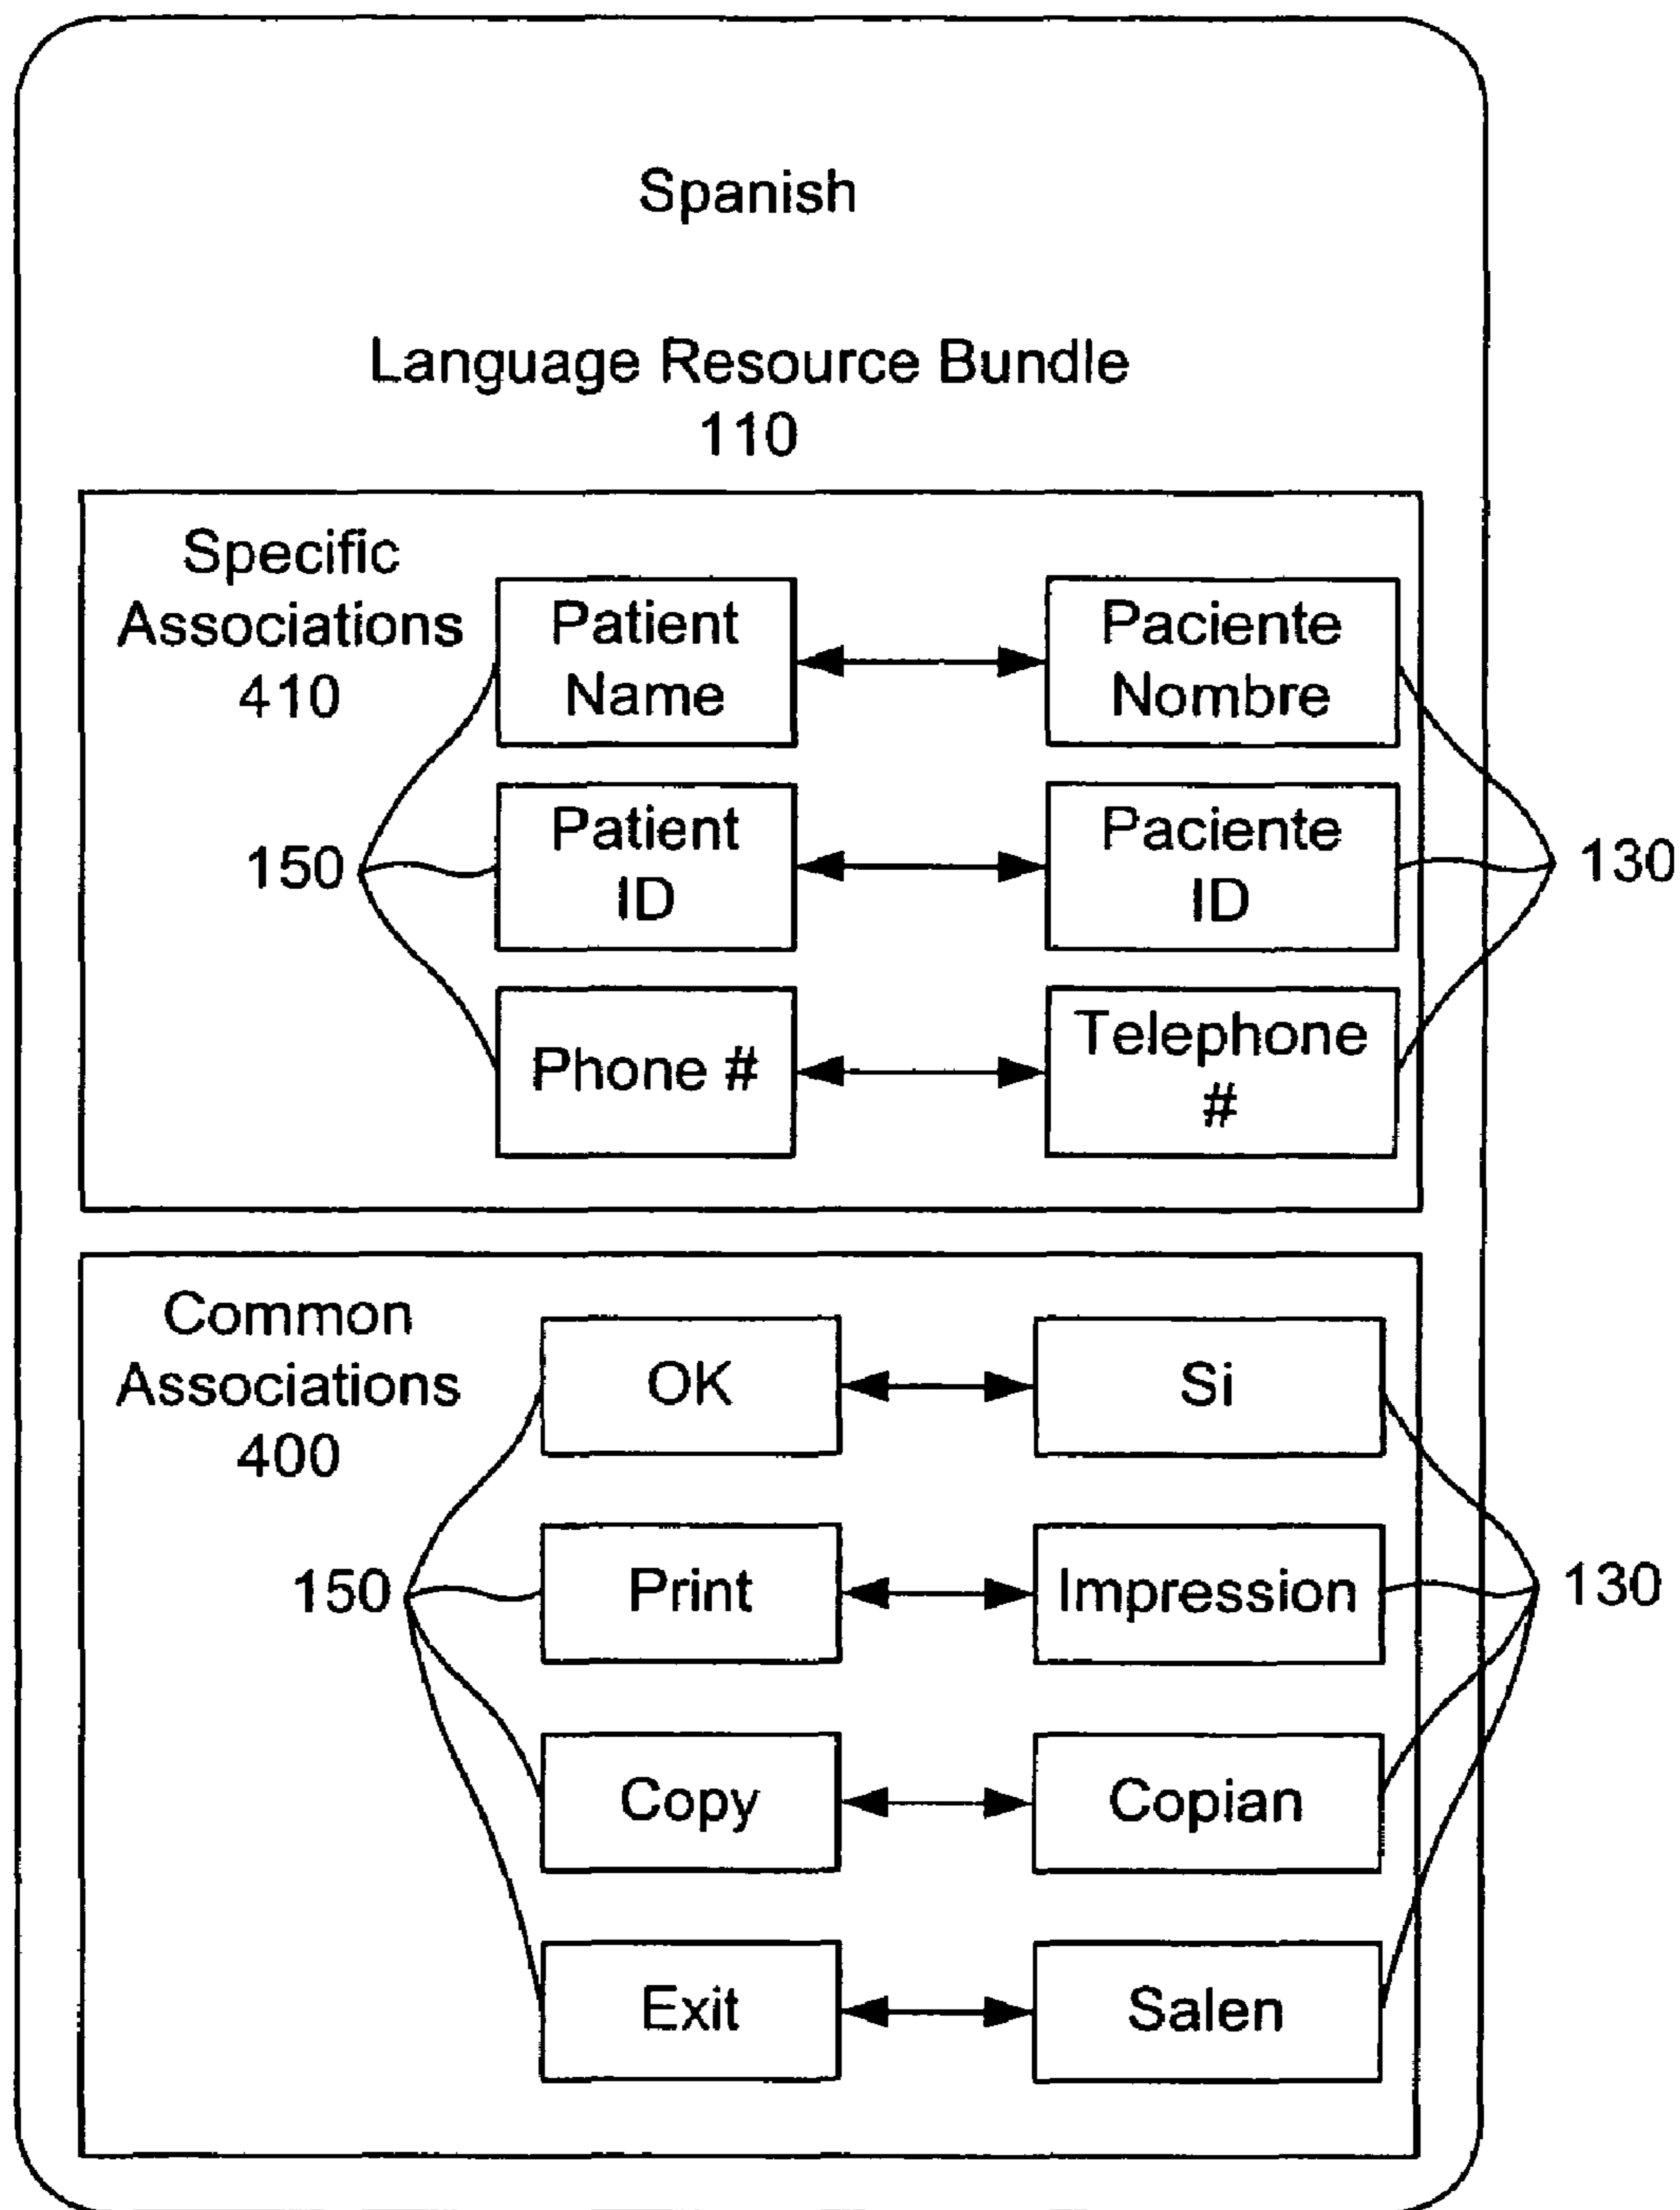 Spanish
Language Resource Bundle
110
Specific
Associations
410
Patient
Name
Paciente
Nombre
150
Patient
ID
Paciente
ID
130
Phone #
Telephone
#
Common
Associations
400
OK
Si
150
Print
Impression
130
Copy
Copian
Exit
Salen